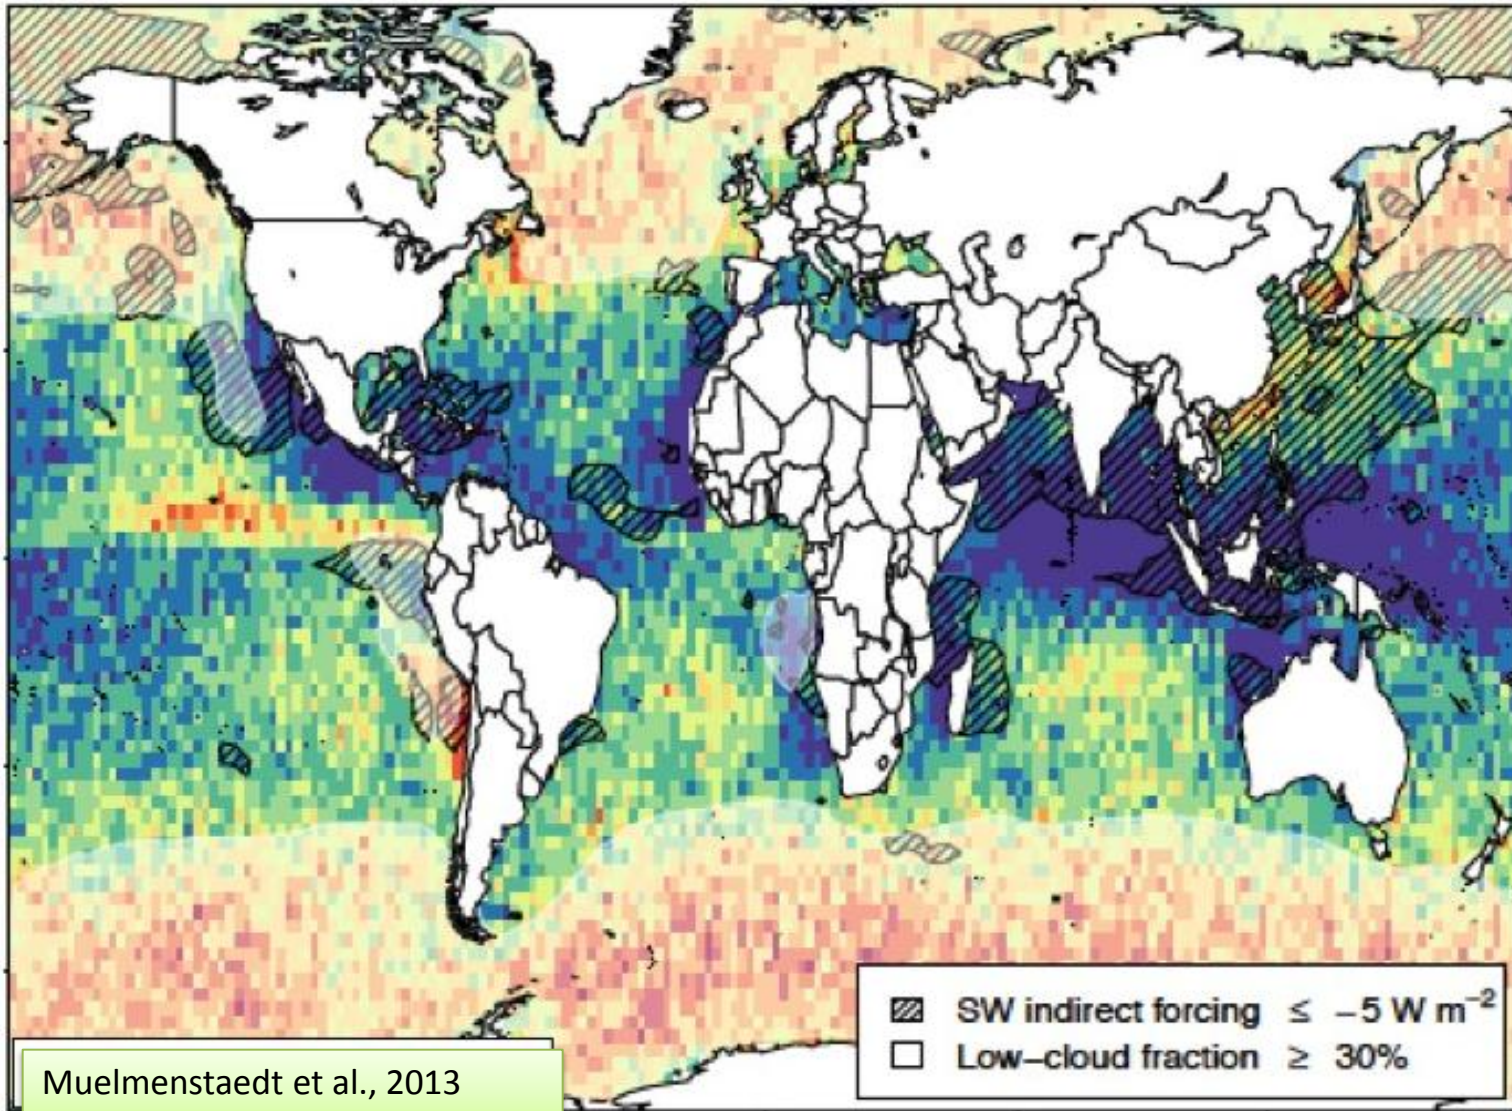 SW indirect forcing ≤ −5 W m⁻²
Low−cloud fraction ≥ 30%
Muelmenstaedt et al., 2013